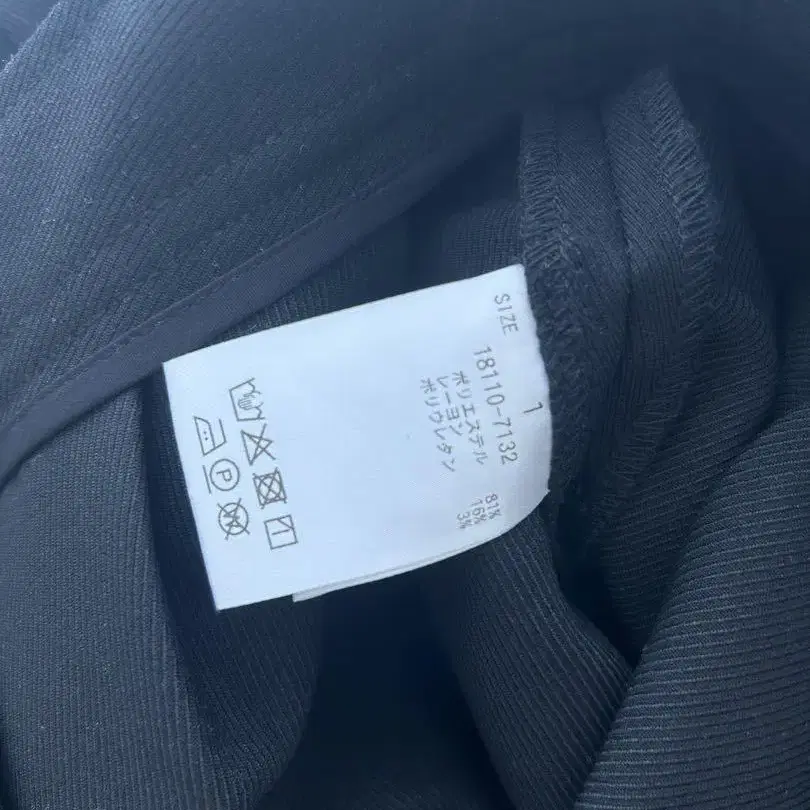 SIZE 1
18110-7132
ポリエステル 81%
レーヨン 16%
ポリウレタン 3%
P
W